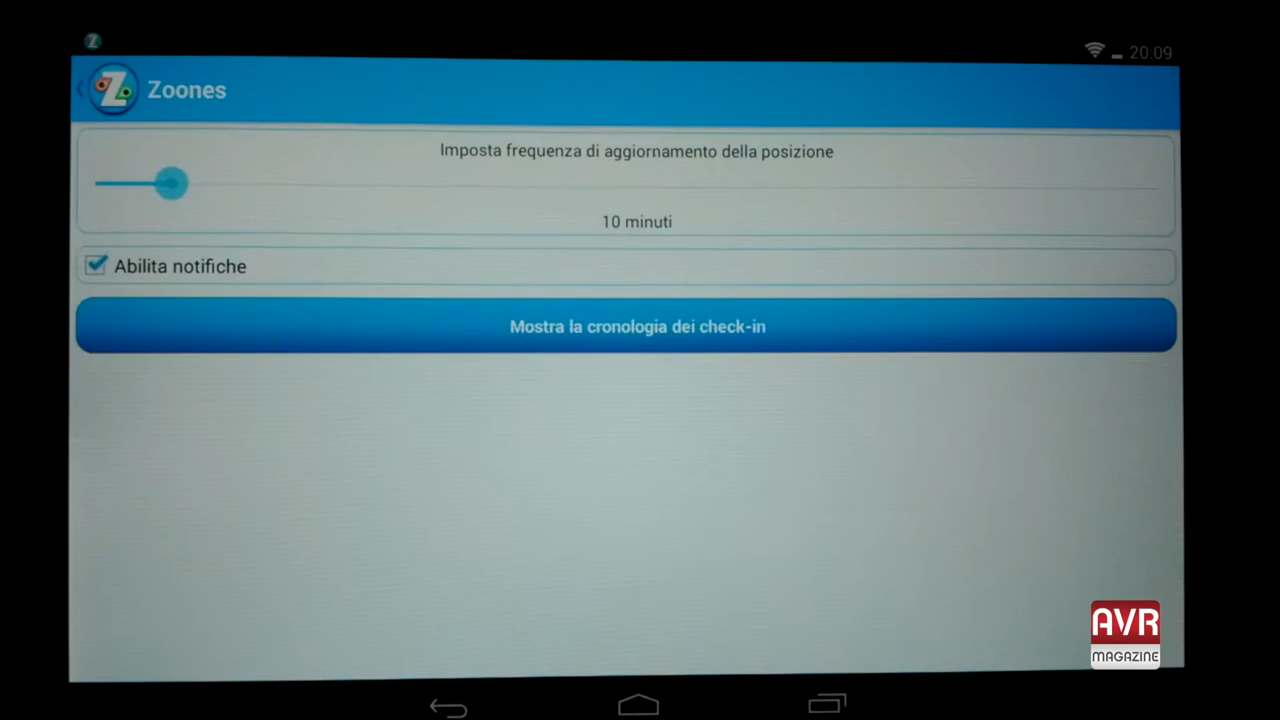 20:09
Zoones
Imposta frequenza di aggiornamento della posizione
10 minuti
Abilita notifiche
Mostra la cronologia dei check-in
AVR
MAGAZINE